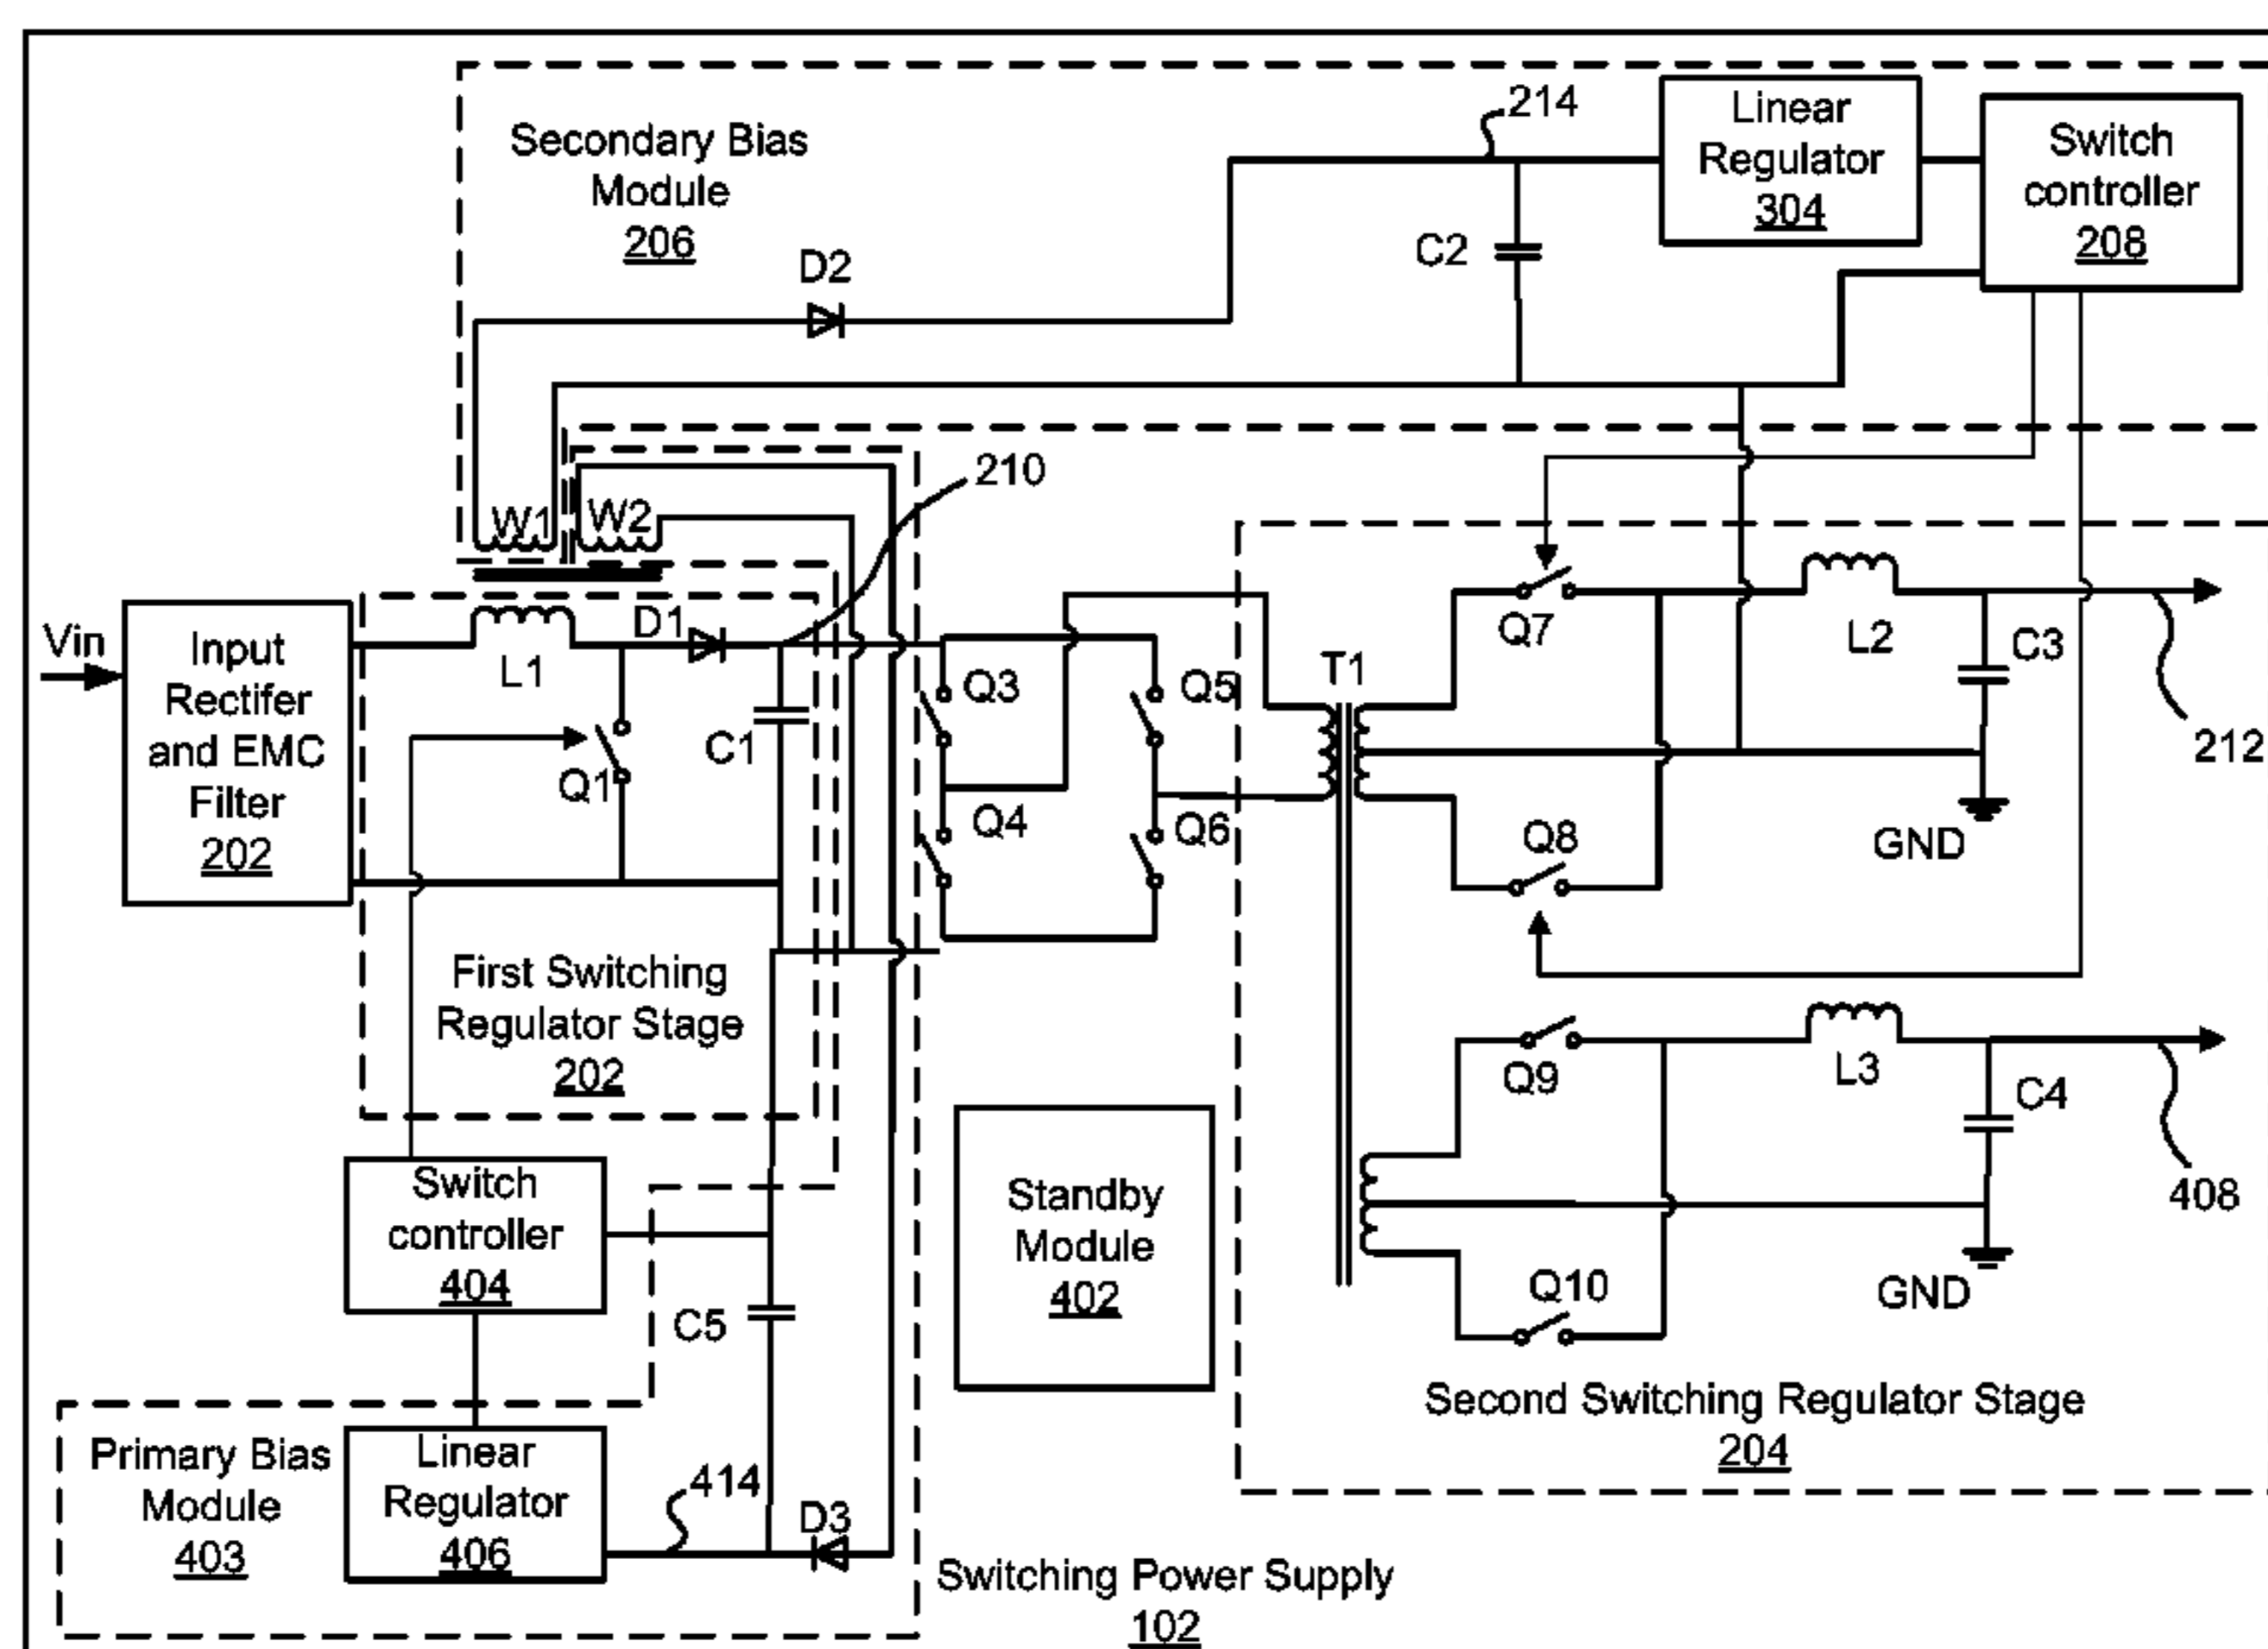 Secondary Bias
Module
206
D2
214
C2
Linear
Regulator
304
Switch
controller
208
W1
W2
210
Vin
Input
Rectifer
and EMC
Filter
202
L1
D1
Q1
C1
First Switching
Regulator Stage
202
Q3
Q5
Q4
Q6
T1
Q7
L2
C3
212
Q8
GND
Q9
L3
C4
408
Q10
GND
Second Switching Regulator Stage
204
Switch
controller
404
C5
Standby
Module
402
Primary Bias
Module
403
Linear
Regulator
406
414
D3
Switching Power Supply
102